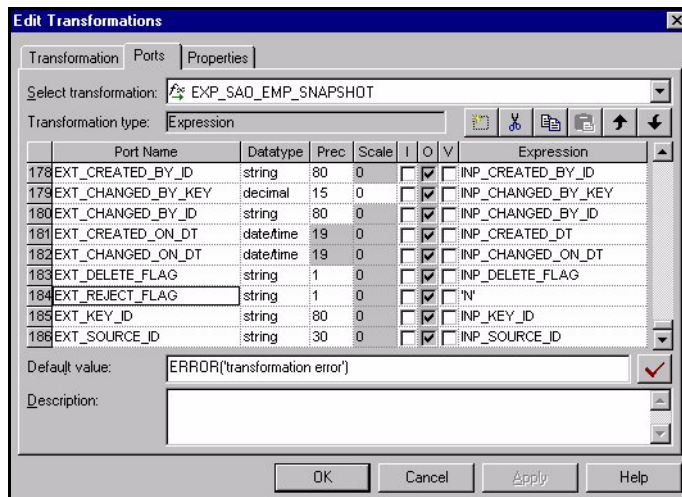 Edit Transformations
Transformation Ports Properties
Select transformation: EXP_SAO_EMP_SNAPSHOT
Transformation type: Expression
Port Name Datatype Prec Scale I O V Expression
178 EXT_CREATED_BY_ID string 80 0 INP_CREATED_BY_ID
179 EXT_CHANGED_BY_KEY decimal 15 0 INP_CHANGED_BY_KEY
180 EXT_CHANGED_BY_ID string 80 0 INP_CHANGED_BY_ID
181 EXT_CREATED_ON_DT date/time 19 0 INP_CREATED_DT
182 EXT_CHANGED_ON_DT date/time 19 0 INP_CHANGED_ON_DT
183 EXT_DELETE_FLAG string 1 0 INP_DELETE_FLAG
184 EXT_REJECT_FLAG string 1 0 'N'
185 EXT_KEY_ID string 80 0 INP_KEY_ID
186 EXT_SOURCE_ID string 30 0 INP_SOURCE_ID
Default value: ERROR('transformation error')
Description:
OK Cancel Apply Help